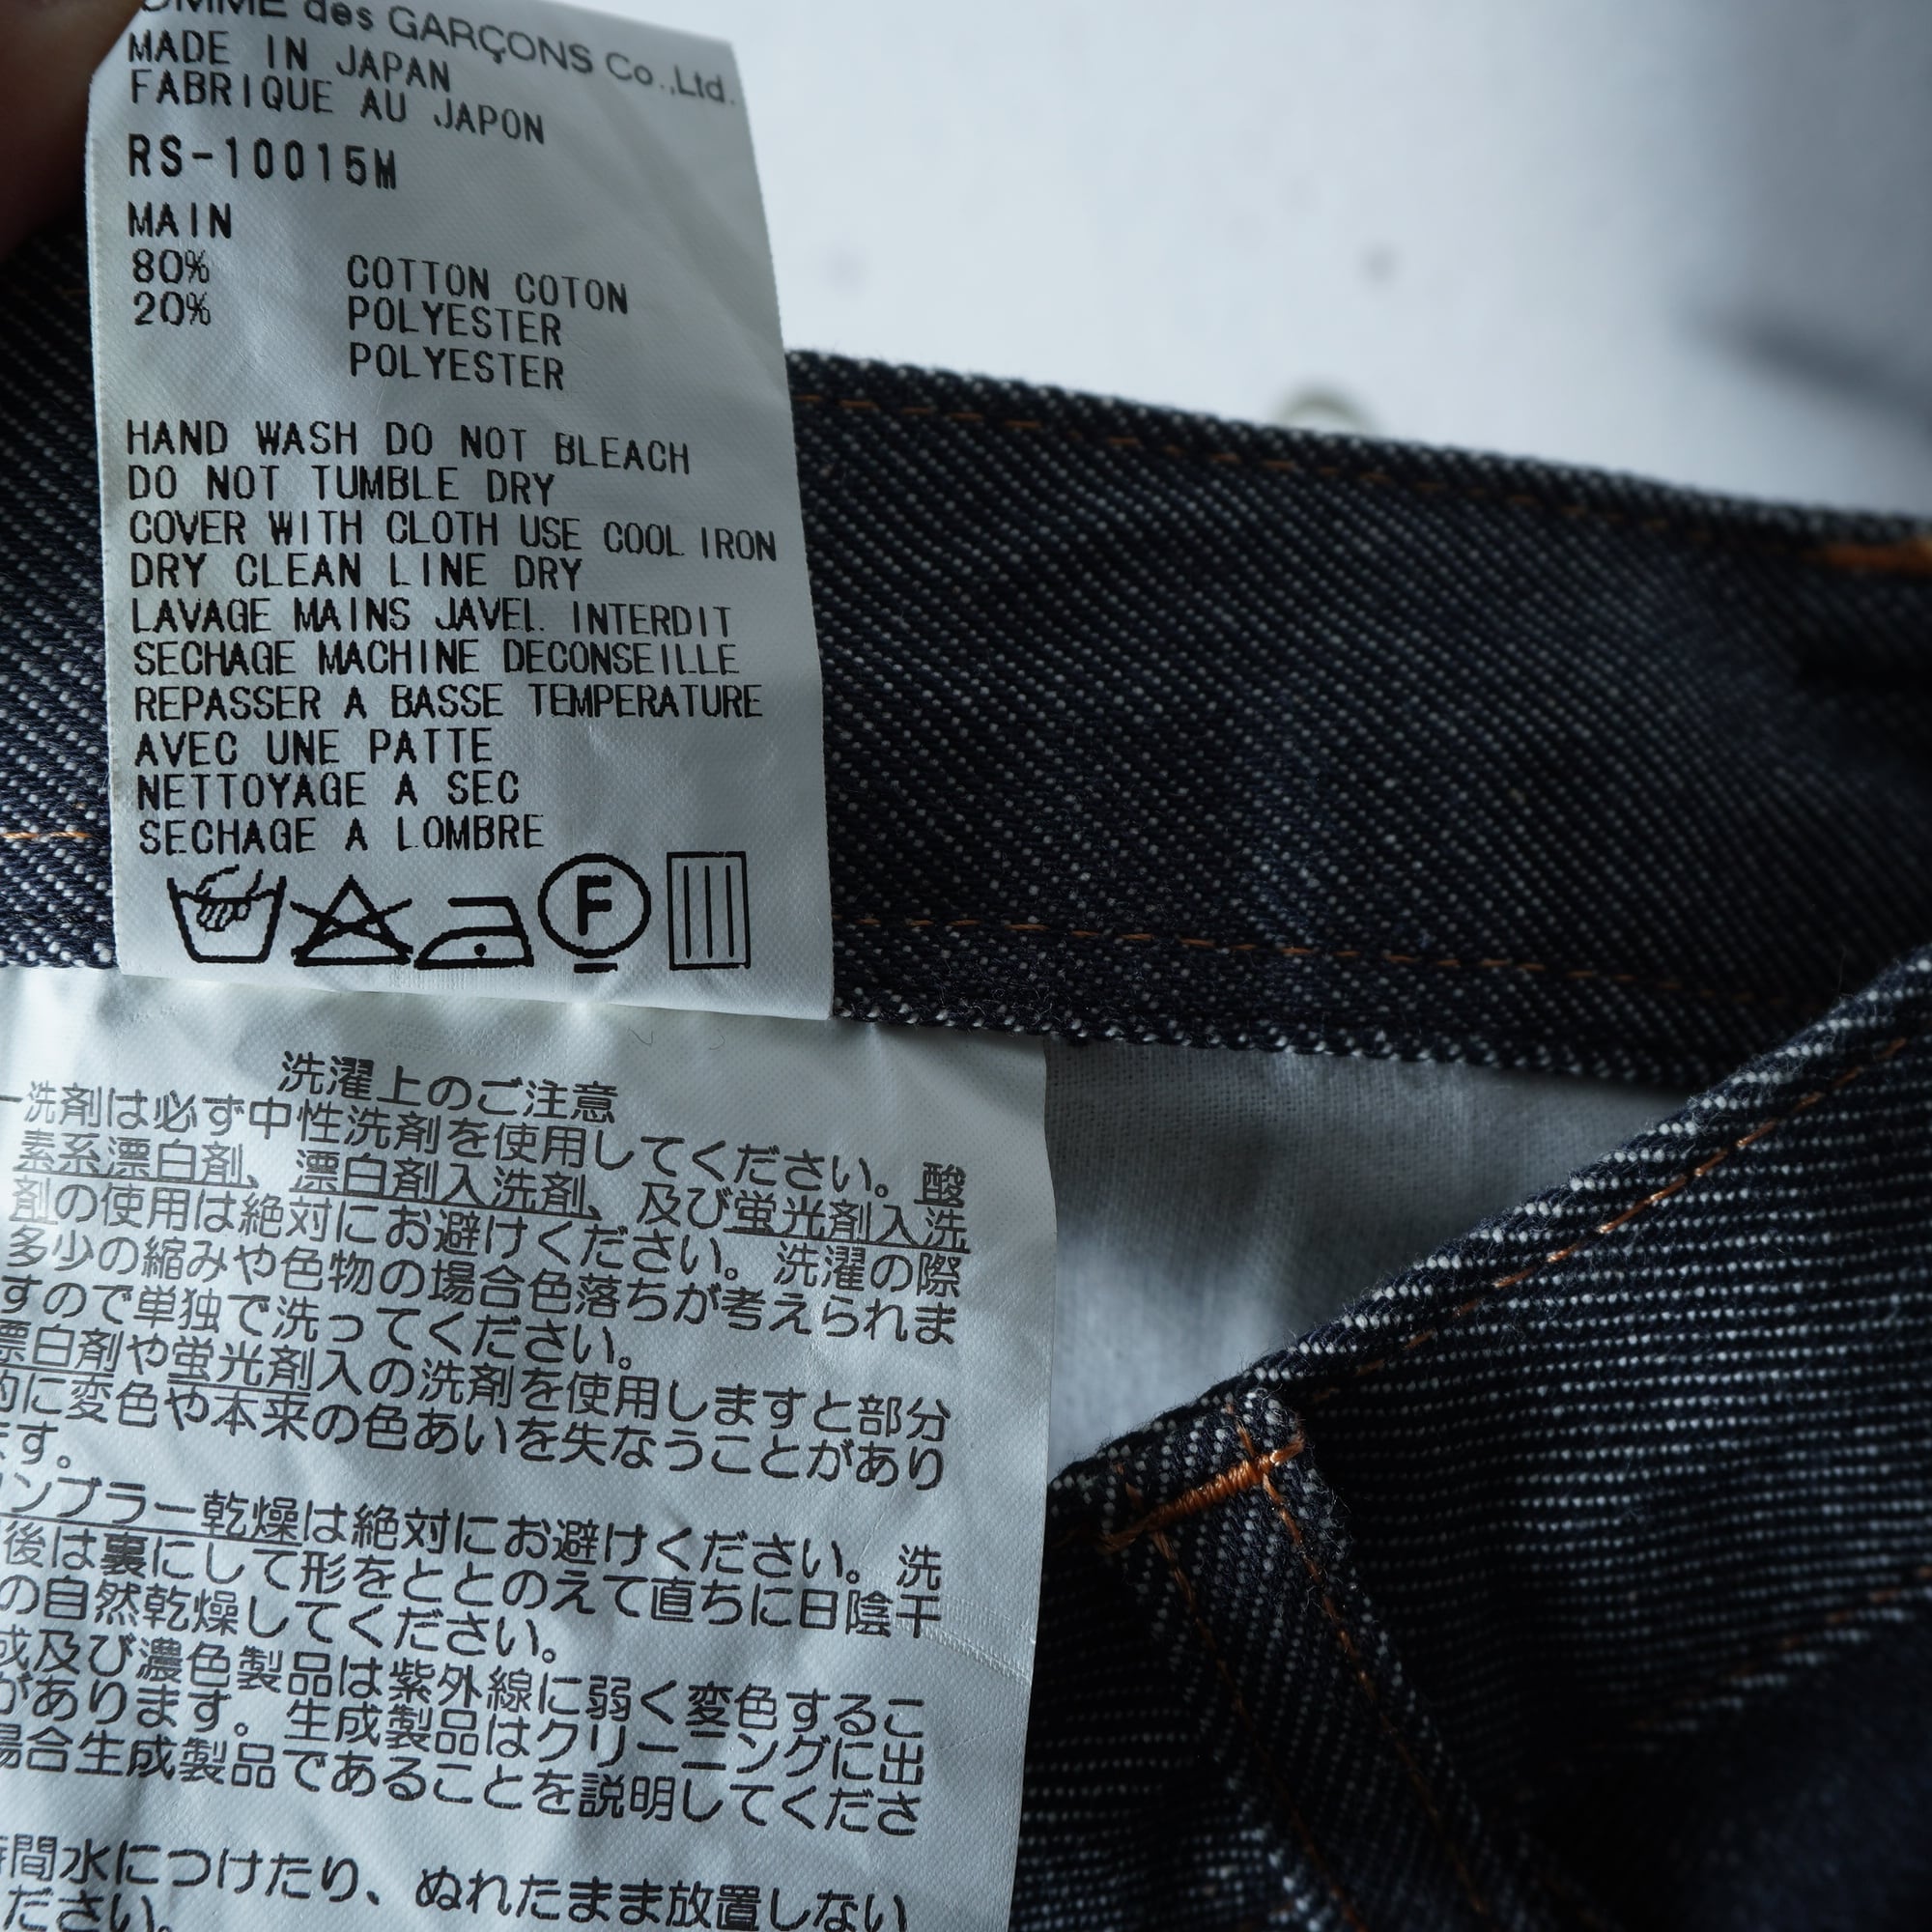 des GARÇONS Co.,Ltd.
MADE IN JAPAN
FABRIQUE AU JAPON
RS-10015M
MAIN
80% COTTON COTON
20% POLYESTER
POLYESTER
HAND WASH DO NOT BLEACH
DO NOT TUMBLE DRY
COVER WITH CLOTH USE COOL IRON
DRY CLEAN LINE DRY
LAVAGE MAINS JAVEL INTERDIT
SECHAGE MACHINE DECONSEILLE
REPASSER A BASSE TEMPERATURE
AVEC UNE PATTE
NETTOYAGE A SEC
SECHAGE A LOMBRE
F
洗濯上のご注意
洗剤は必ず中性洗剤を使用してください。酸
素系漂白剤、漂白剤入洗剤、及び蛍光剤入洗
剤の使用は絶対にお避けください。洗濯の際
多少の縮みや色物の場合色落ちが考えられま
すので単独で洗ってください。
漂白剤や蛍光剤入の洗剤を使用しますと部分
的に変色や本来の色あいを失なうことがあり
ます。
ンブラー乾燥は絶対にお避けください。洗
後は裏にして形をととのえて直ちに日陰干
の自然乾燥してください。
成及び濃色製品は紫外線に弱く変色するこ
があります。生成製品はクリーニングに出
場合生成製品であることを説明してくださ
時間水につけたり、ぬれたまま放置しない
ださい。